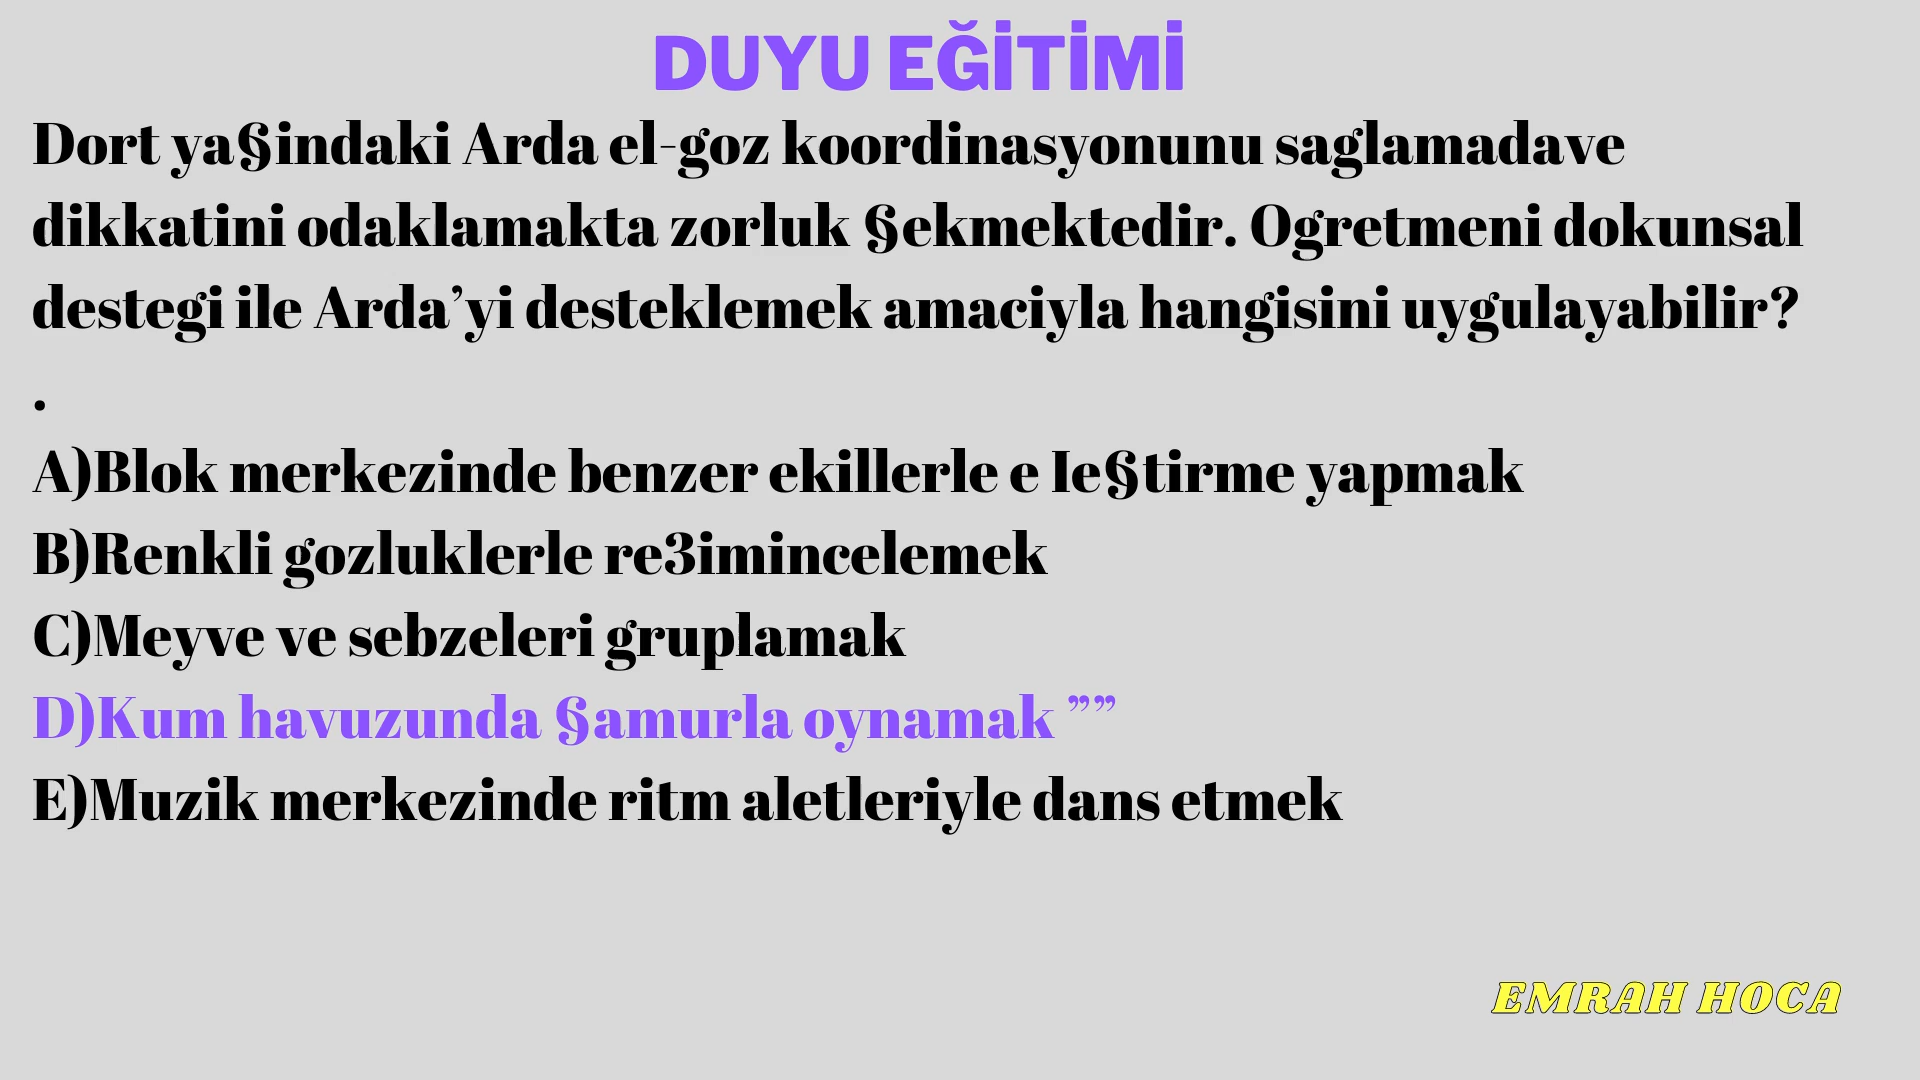 DUYU EĞİTİMİ
Dort ya§indaki Arda el-goz koordinasyonunu saglamadave
dikkatini odaklamakta zorluk §ekmektedir. Ogretmeni dokunsal
destegi ile Arda’yi desteklemek amaciyla hangisini uygulayabilir?
.
A)Blok merkezinde benzer ekillerle e Ie§tirme yapmak
B)Renkli gozluklerle re3imincelemek
C)Meyve ve sebzeleri gruplamak
D)Kum havuzunda §amurla oynamak ””
E)Muzik merkezinde ritm aletleriyle dans etmek
EMRAH HOCA